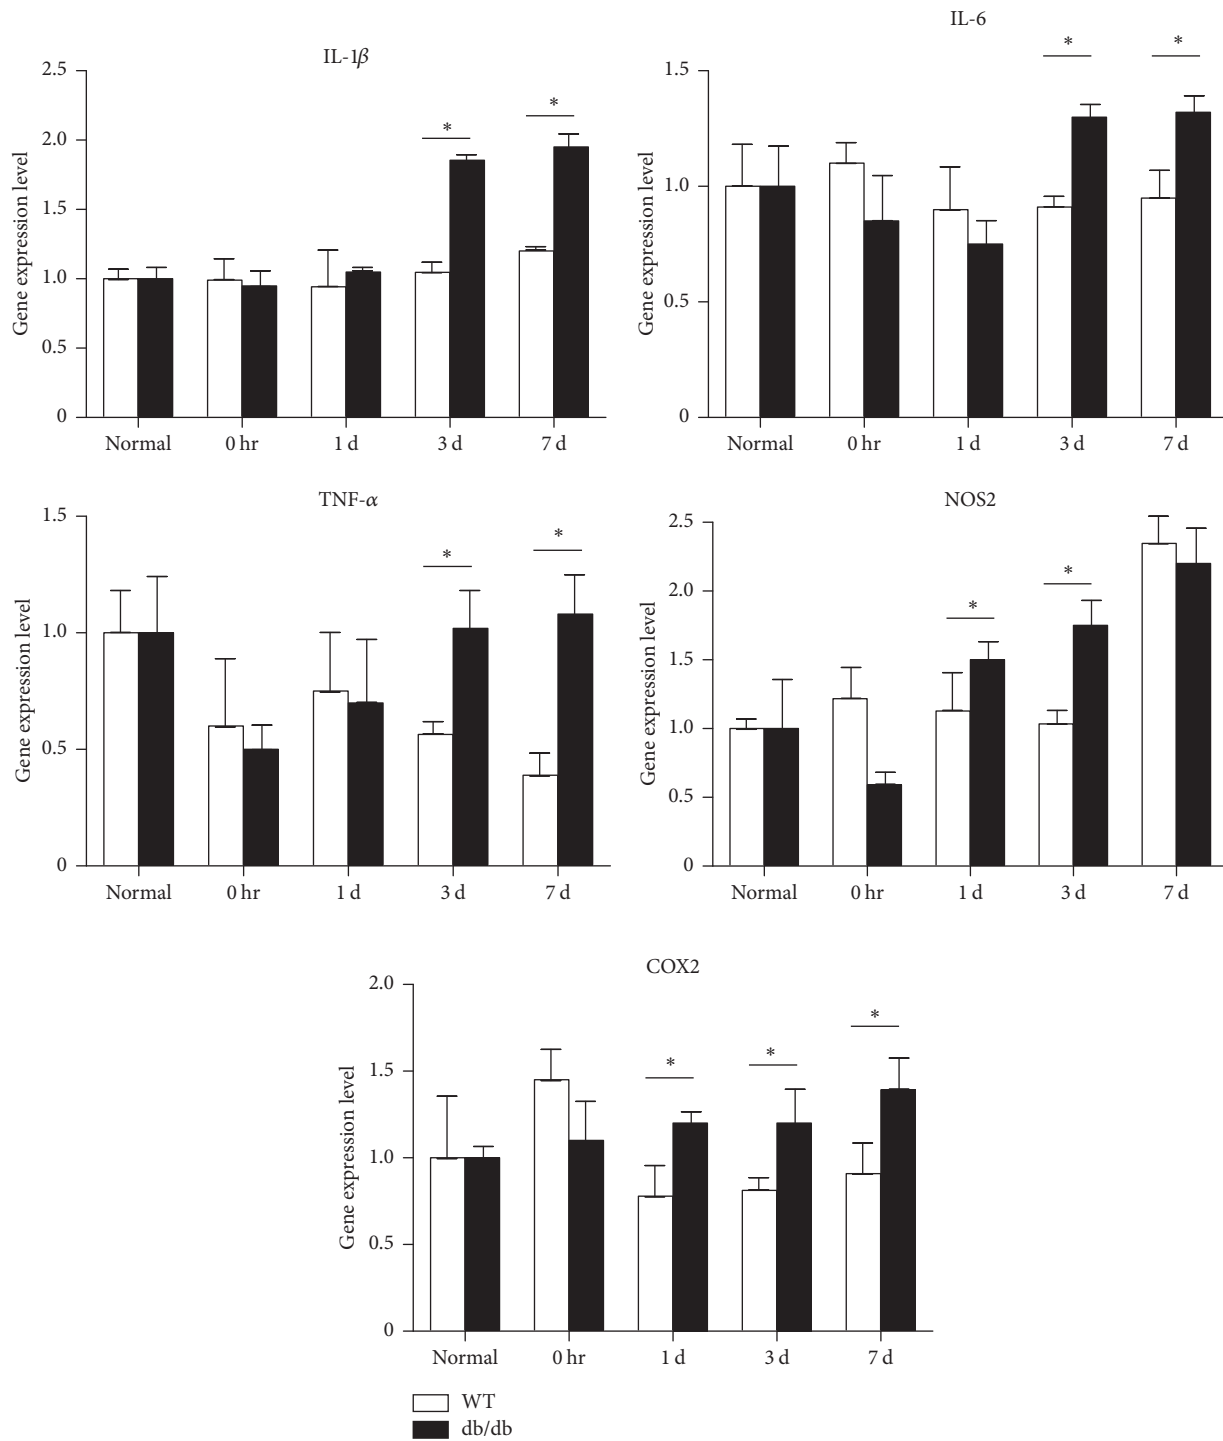 IL-1β
2.5
2.0
1.5
1.0
0.5
0
Gene expression level
*
*
Normal 0 hr 1 d 3 d 7 d
IL-6
1.5
1.0
0.5
0
Gene expression level
*
*
Normal 0 hr 1 d 3 d 7 d
TNF-α
1.5
1.0
0.5
0
Gene expression level
*
*
Normal 0 hr 1 d 3 d 7 d
NOS2
2.5
2.0
1.5
1.0
0.5
0
Gene expression level
*
*
Normal 0 hr 1 d 3 d 7 d
COX2
2.0
1.5
1.0
0.5
0
Gene expression level
*
*
*
Normal 0 hr 1 d 3 d 7 d
WT
db/db